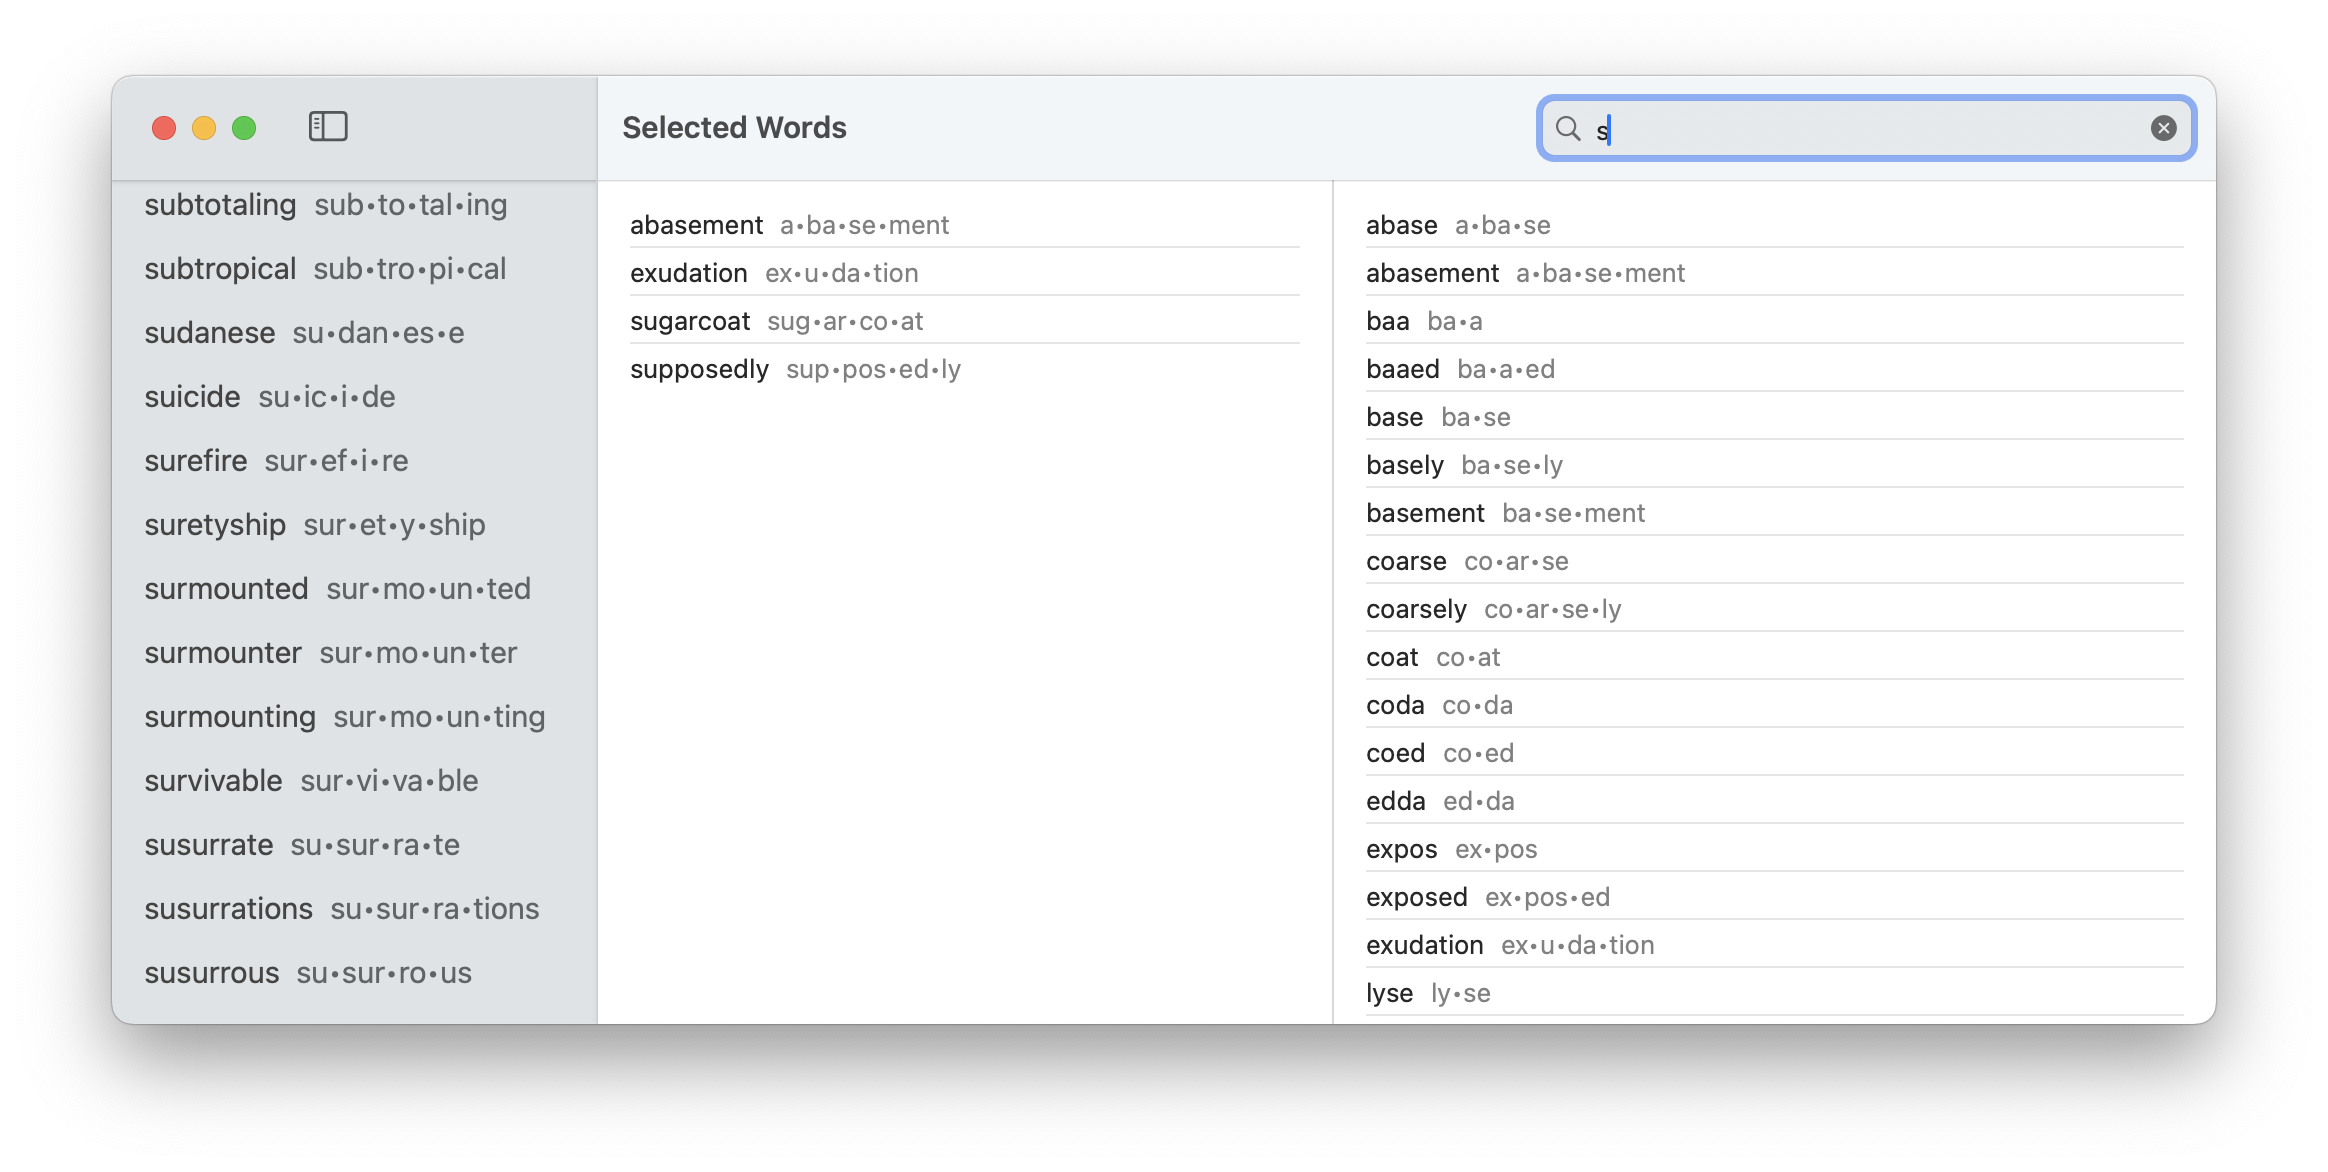 Selected Words
s
subtotaling sub•to•tal•ing
subtropical sub•tro•pi•cal
sudanese su•dan•es•e
suicide su•ic•i•de
surefire sur•ef•i•re
suretyship sur•et•y•ship
surmounted sur•mo•un•ted
surmounter sur•mo•un•ter
surmounting sur•mo•un•ting
survivable sur•vi•va•ble
susurrate su•sur•ra•te
susurrations su•sur•ra•tions
susurrous su•sur•ro•us
abasement a•ba•se•ment
exudation ex•u•da•tion
sugarcoat sug•ar•co•at
supposedly sup•pos•ed•ly
abase a•ba•se
abasement a•ba•se•ment
baa ba•a
baaed ba•a•ed
base ba•se
basely ba•se•ly
basement ba•se•ment
coarse co•ar•se
coarsely co•ar•se•ly
coat co•at
coda co•da
coed co•ed
edda ed•da
expos ex•pos
exposed ex•pos•ed
exudation ex•u•da•tion
lyse ly•se